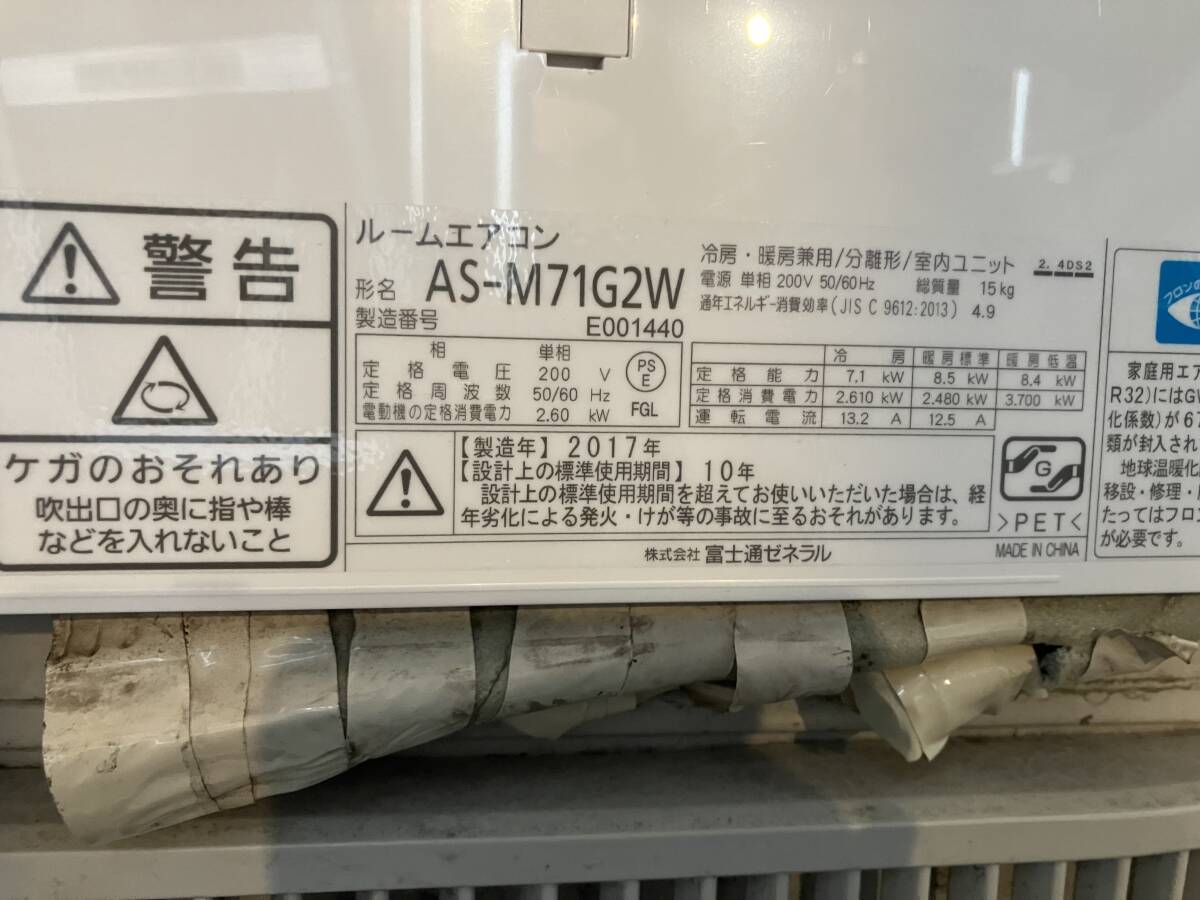 警告
ケガのおそれあり
吹出口の奥に指や棒
などを入れないこと
ルームエアコン
形名 AS-M71G2W
製造番号 E001440
冷房・暖房兼用/分離形/室内ユニット
電源 単相 200V 50/60Hz 総質量 15kg
通年エネルギー消費効率(JIS C 9612:2013) 4.9
2. 4DS2
相 単相
定格電圧 200 V
定格周波数 50/60 Hz
電動機の定格消費電力 2.60 kW
PS
E
FGL
冷房 暖房標準 暖房低温
定格能力 7.1 kW 8.5 kW 8.4 kW
定格消費電力 2.610 kW 2.480 kW 3.700 kW
運転電流 13.2 A 12.5 A
【製造年】2017年
【設計上の標準使用期間】10年
設計上の標準使用期間を超えてお使いいただいた場合は、経
年劣化による発火・けが等の事故に至るおそれがあります。
G
>PET<
株式会社 富士通ゼネラル
MADE IN CHINA
フロンの
家庭用エア
R32)にはGW
化係数)が67
類が封入され
地球温暖化
移設・修理・
たってはフロン
が必要です。